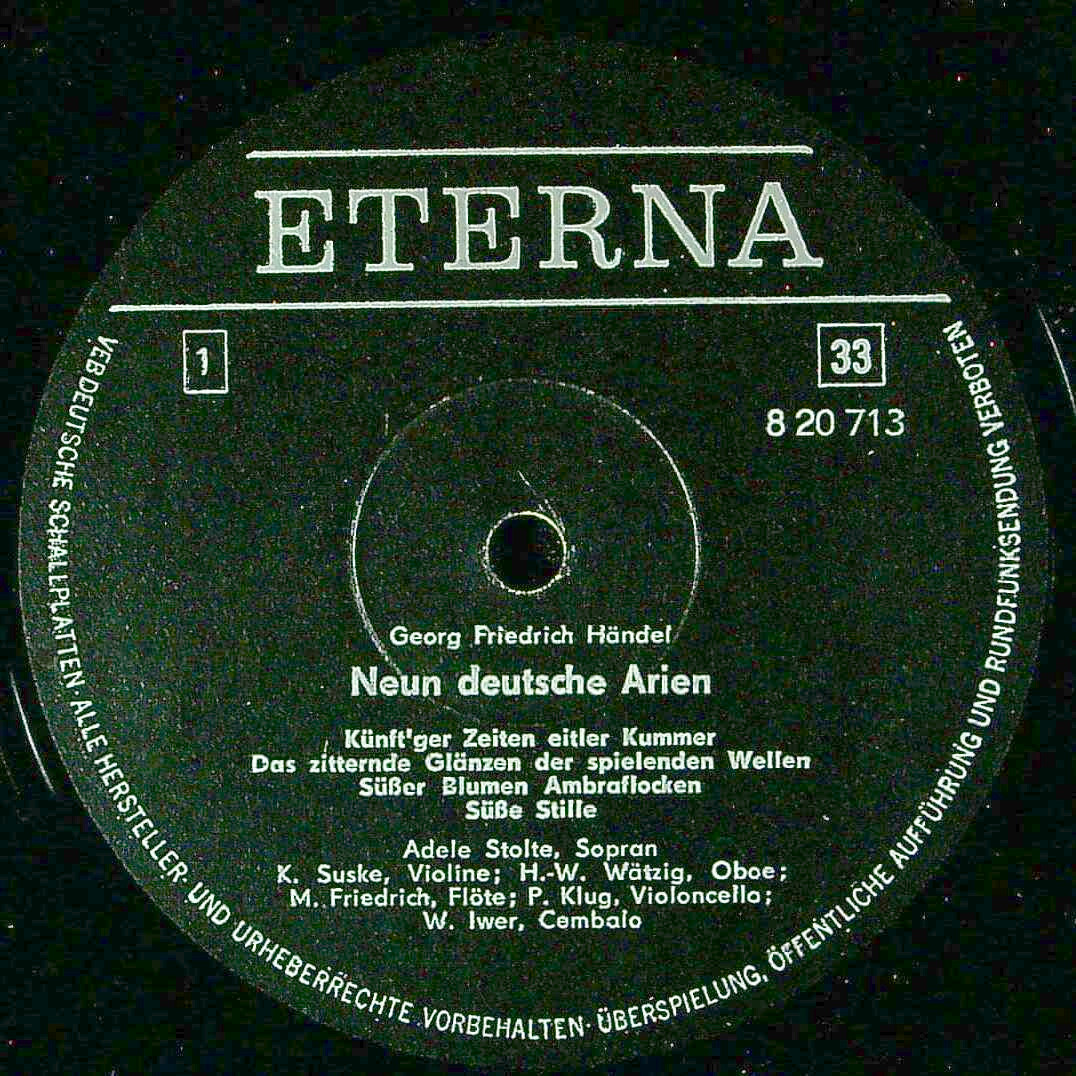 ETERNA
1
33
8 20 713
Georg Friedrich Händel
Neun deutsche Arien
Künft'ger Zeiten eitler Kummer
Das zitternde Glänzen der spielenden Wellen
Süßer Blumen Ambraflocken
Süße Stille
Adele Stolte, Sopran
K. Suske, Violine; H.-W. Wätzig, Oboe;
M. Friedrich, Flöte; P. Klug, Violoncello;
W. Iwer, Cembalo
VEB DEUTSCHE SCHALLPLATTEN · ALLE HERSTELLER- UND URHEBERRECHTE VORBEHALTEN · ÜBERSPIELUNG, ÖFFENTLICHE AUFFÜHRUNG UND RUNDFUNKSENDUNG VERBOTEN